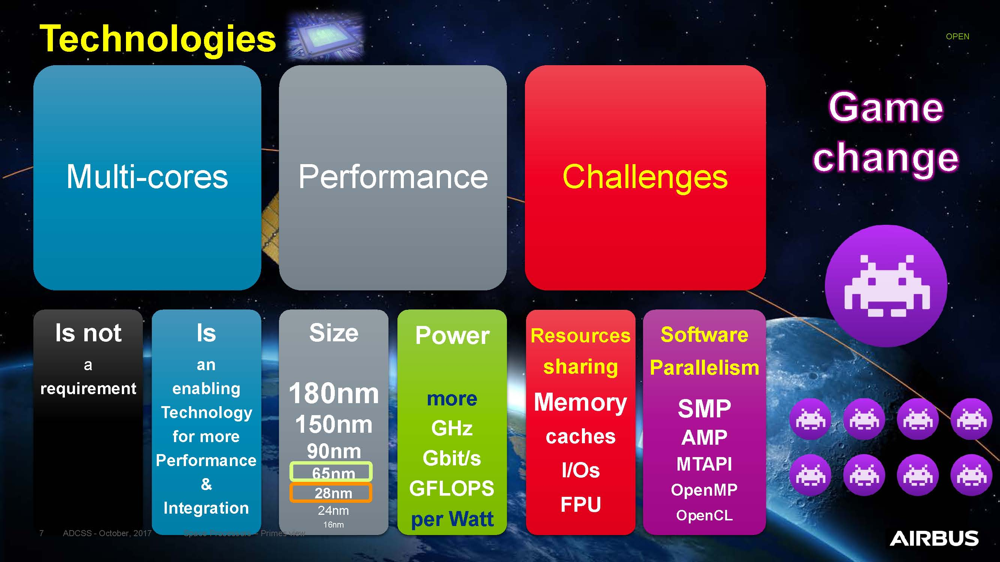 Technologies
OPEN
Multi-cores
Performance
Challenges
Game
change
Is not
a
requirement
Is
an
enabling
Technology
for more
Performance
&
Integration
Size
180nm
150nm
90nm
65nm
28nm
24nm
16nm
Power
more
GHz
Gbit/s
GFLOPS
per Watt
Resources
sharing
Memory
caches
I/Os
FPU
Software
Parallelism
SMP
AMP
MTAPI
OpenMP
OpenCL
7 ADCSS - October, 2017 Space Processors – Primes view
AIRBUS